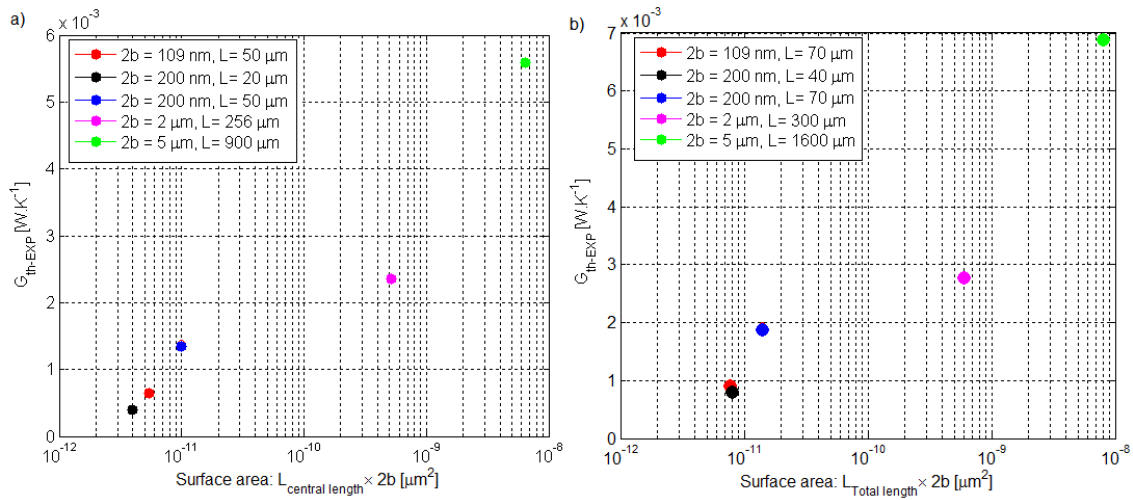 a)
× 10⁻³
6
5
4
3
2
1
0
G_th-EXP [W.K⁻¹]
2b = 109 nm, L= 50 µm
2b = 200 nm, L= 20 µm
2b = 200 nm, L= 50 µm
2b = 2 µm, L= 256 µm
2b = 5 µm, L= 900 µm
10⁻¹² 10⁻¹¹ 10⁻¹⁰ 10⁻⁹ 10⁻⁸
Surface area: L_central length × 2b [µm²]
b)
× 10⁻³
7
6
5
4
3
2
1
0
G_th-EXP [W.K⁻¹]
2b = 109 nm, L= 70 µm
2b = 200 nm, L= 40 µm
2b = 200 nm, L= 70 µm
2b = 2 µm, L= 300 µm
2b = 5 µm, L= 1600 µm
10⁻¹² 10⁻¹¹ 10⁻¹⁰ 10⁻⁹ 10⁻⁸
Surface area: L_Total length × 2b [µm²]